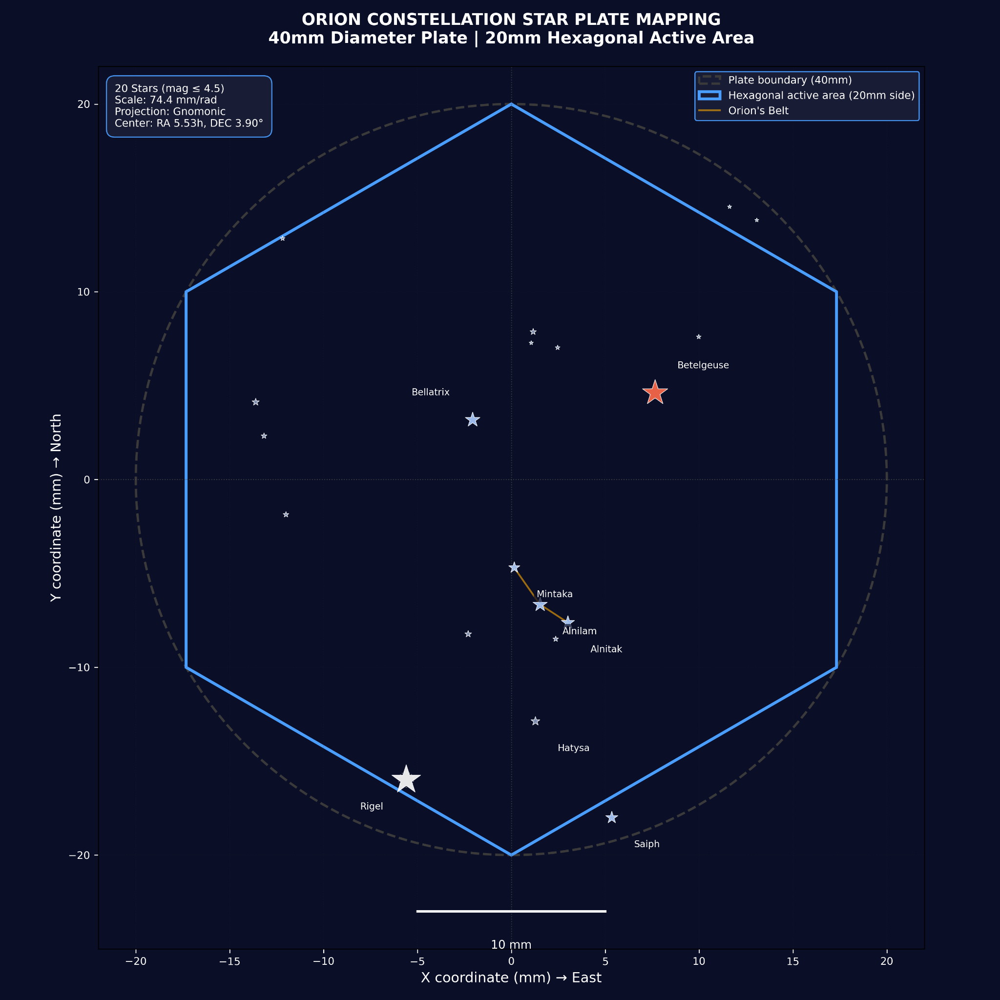 ORION CONSTELLATION STAR PLATE MAPPING
40mm Diameter Plate | 20mm Hexagonal Active Area
20 Stars (mag ≤ 4.5)
Scale: 74.4 mm/rad
Projection: Gnomonic
Center: RA 5.53h, DEC 3.90°
Plate boundary (40mm)
Hexagonal active area (20mm side)
Orion's Belt
20
10
0
−10
−20
Y coordinate (mm) → North
Betelgeuse
Bellatrix
Mintaka
Alnilam
Alnitak
Hatysa
Rigel
Saiph
10 mm
−20
−15
−10
−5
0
5
10
15
20
X coordinate (mm) → East